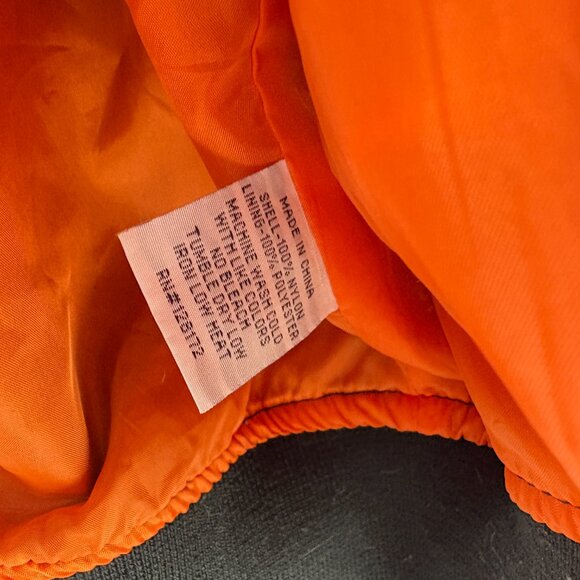 MADE IN CHINA
SHELL-100% NYLON
LINING-100% POLYESTER
MACHINE WASH COLD
WITH LIKE COLORS
NO BLEACH
TUMBLE DRY LOW
IRON LOW HEAT
RN#128172